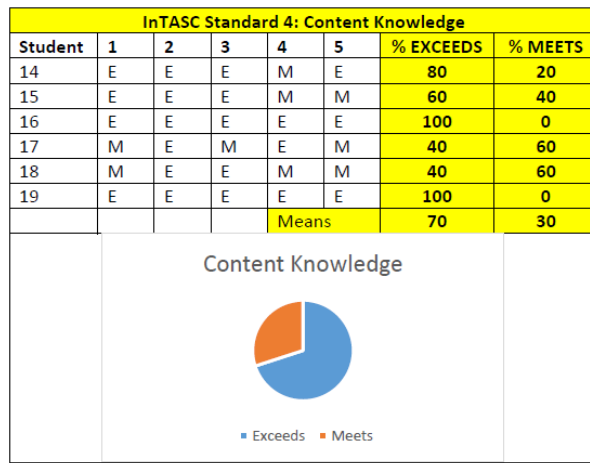 InTASC Standard 4: Content Knowledge
Student 1 2 3 4 5 % EXCEEDS % MEETS
14 E E E M E 80 20
15 E E E M M 60 40
16 E E E E E 100 0
17 M E M E M 40 60
18 M E E M M 40 60
19 E E E E E 100 0
Means 70 30
Content Knowledge
Exceeds Meets